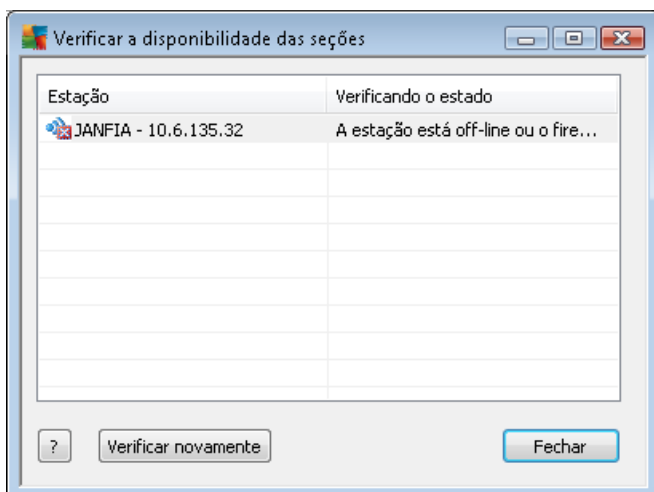 Verificar a disponibilidade das seções
Estação Verificando o estado
JANFIA - 10.6.135.32 A estação está off-line ou o fire...
? Verificar novamente Fechar